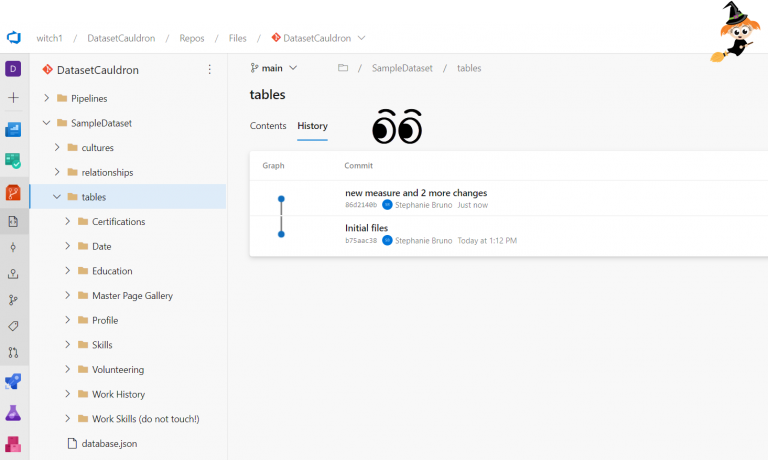 witch1 / DatasetCauldron / Repos / Files / DatasetCauldron
D
DatasetCauldron
Pipelines
SampleDataset
cultures
relationships
tables
Certifications
Date
Education
Master Page Gallery
Profile
Skills
Volunteering
Work History
Work Skills (do not touch!)
database.json
main / SampleDataset / tables
tables
Contents History
Graph Commit
new measure and 2 more changes
86d2140b Stephanie Bruno Just now
Initial files
b75aac38 Stephanie Bruno Today at 1:12 PM